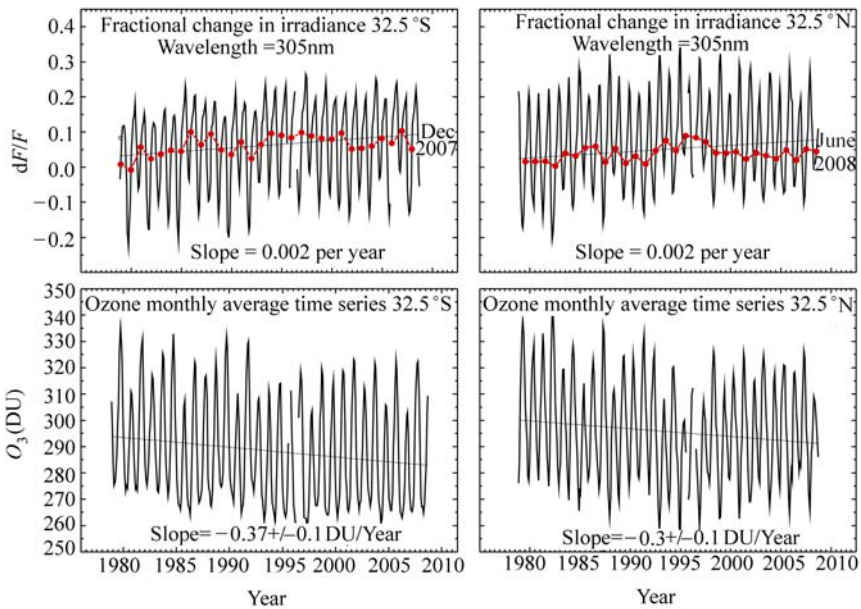 Fractional change in irradiance 32.5 °S
Wavelength =305nm
0.4
0.3
0.2
0.1
0.0
−0.1
−0.2
dF/F
Dec
2007
Slope = 0.002 per year
Fractional change in irradiance 32.5 °N
Wavelength =305nm
June
2008
Slope = 0.002 per year
Ozone monthly average time series 32.5 °S
350
340
330
320
310
300
290
280
270
260
250
O3(DU)
Slope= −0.37+/−0.1 DU/Year
1980 1985 1990 1995 2000 2005 2010
Year
Ozone monthly average time series 32.5 °N
Slope=−0.3+/−0.1 DU/Year
1980 1985 1990 1995 2000 2005 2010
Year